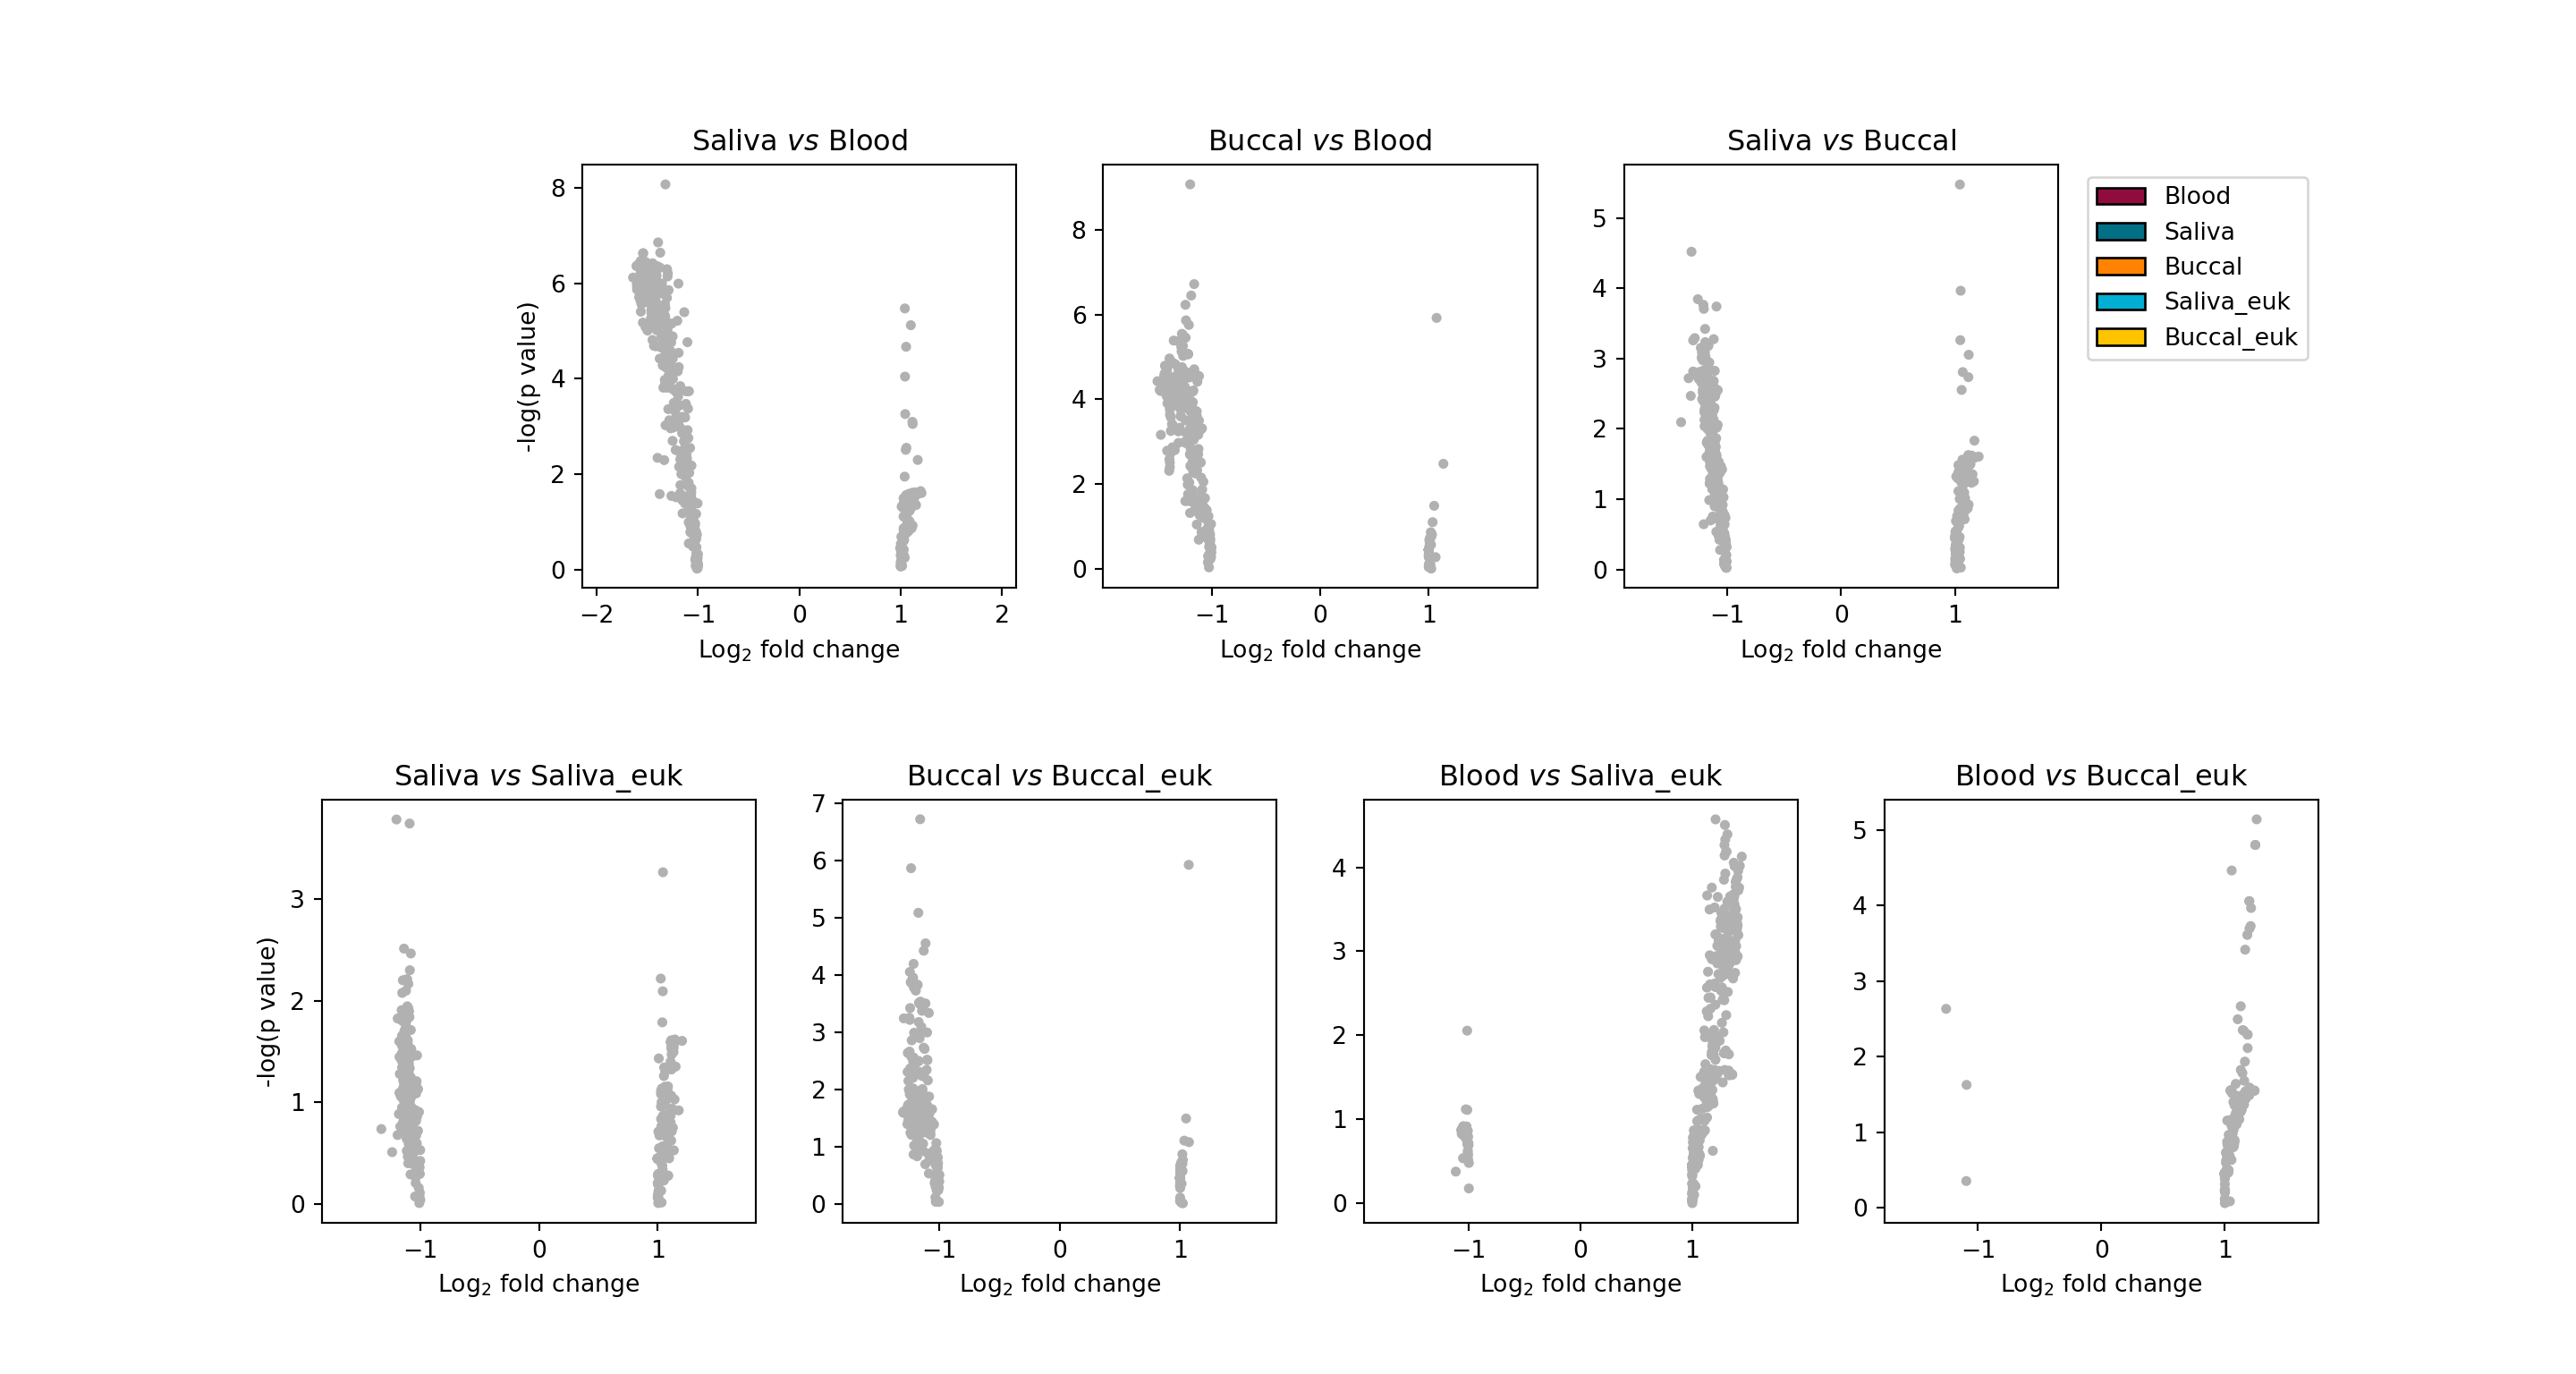 Saliva vs Blood
8
6
4
2
0
-log(p value)
−2 −1 0 1 2
Log2 fold change
Buccal vs Blood
8
6
4
2
0
−1 0 1
Log2 fold change
Saliva vs Buccal
5
4
3
2
1
0
−1 0 1
Log2 fold change
Blood
Saliva
Buccal
Saliva_euk
Buccal_euk
Saliva vs Saliva_euk
3
2
1
0
-log(p value)
−1 0 1
Log2 fold change
Buccal vs Buccal_euk
7
6
5
4
3
2
1
0
−1 0 1
Log2 fold change
Blood vs Saliva_euk
4
3
2
1
0
−1 0 1
Log2 fold change
Blood vs Buccal_euk
5
4
3
2
1
0
−1 0 1
Log2 fold change